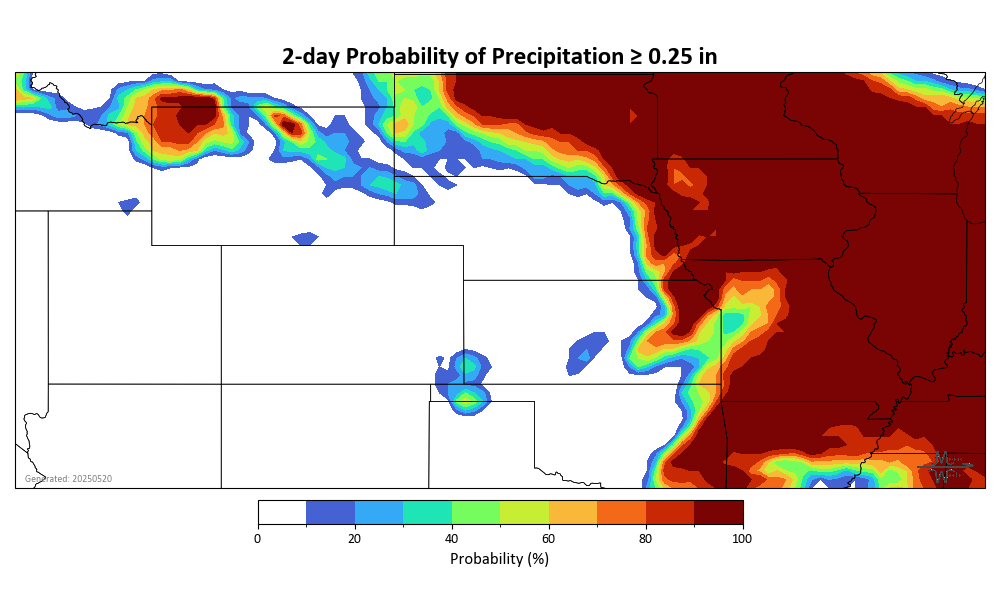 2-day Probability of Precipitation ≥ 0.25 in
Generated: 20250520
0 20 40 60 80 100
Probability (%)